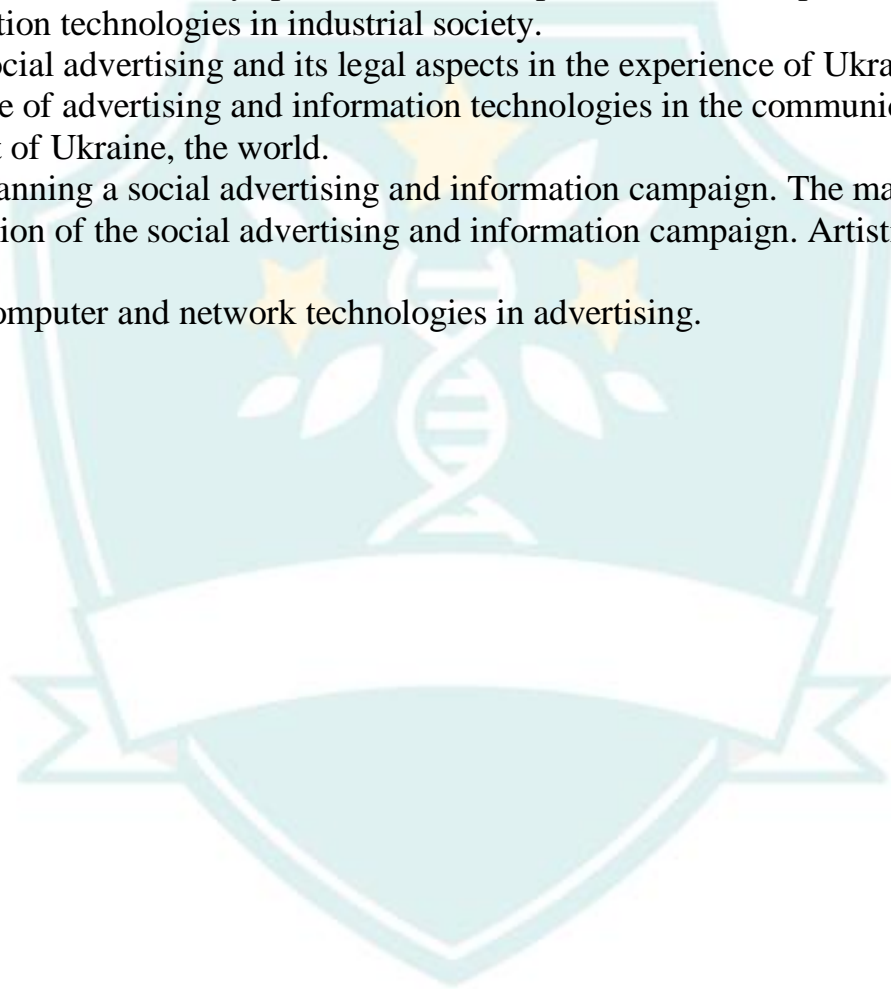 tion technologies in industrial society.
cial advertising and its legal aspects in the experience of Ukra
e of advertising and information technologies in the communic
t of Ukraine, the world.
anning a social advertising and information campaign. The ma
ion of the social advertising and information campaign. Artist
omputer and network technologies in advertising.